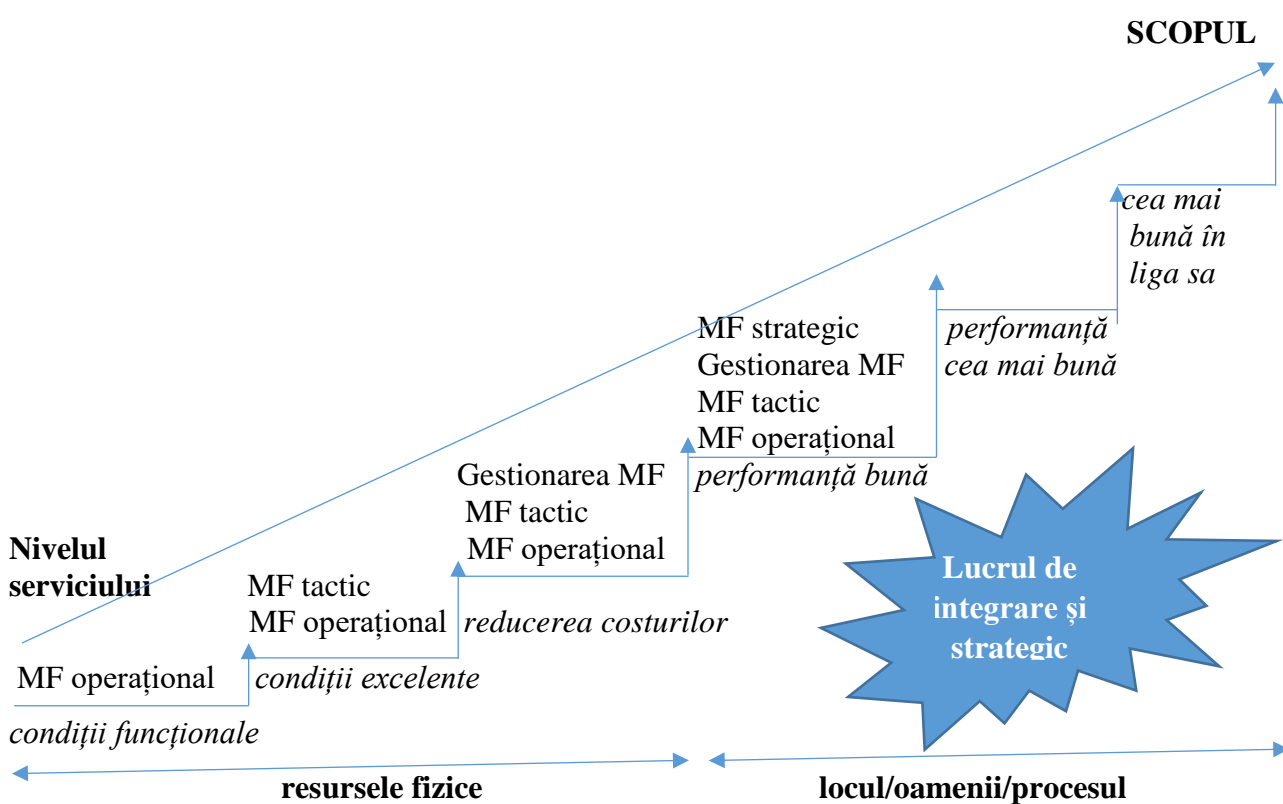 SCOPUL
cea mai
bună în
liga sa
MF strategic
Gestionarea MF
MF tactic
MF operațional
performanță bună
performanță
cea mai bună
Gestionarea MF
MF tactic
MF operațional
Nivelul
serviciului
MF tactic
MF operațional
reducerea costurilor
MF operațional
condiții excelente
condiții funcționale
Lucrul de
integrare și
strategic
resursele fizice
locul/oamenii/procesul